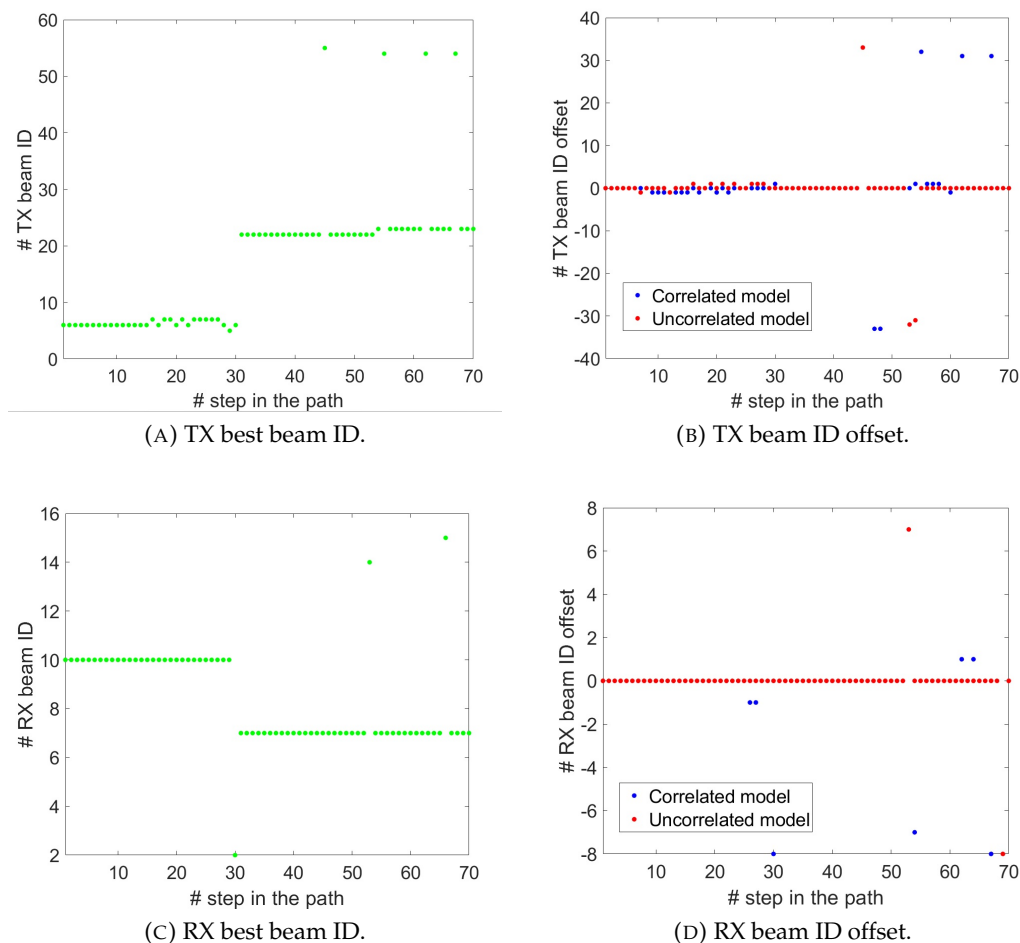 60
50
40
30
20
10
0
# TX beam ID
10 20 30 40 50 60 70
# step in the path
(A) TX best beam ID.
40
30
20
10
0
-10
-20
-30
-40
# TX beam ID offset
Correlated model
Uncorrelated model
10 20 30 40 50 60 70
# step in the path
(B) TX beam ID offset.
16
14
12
10
8
6
4
2
# RX beam ID
10 20 30 40 50 60 70
# step in the path
(C) RX best beam ID.
8
6
4
2
0
-2
-4
-6
-8
# RX beam ID offset
Correlated model
Uncorrelated model
10 20 30 40 50 60 70
# step in the path
(D) RX beam ID offset.